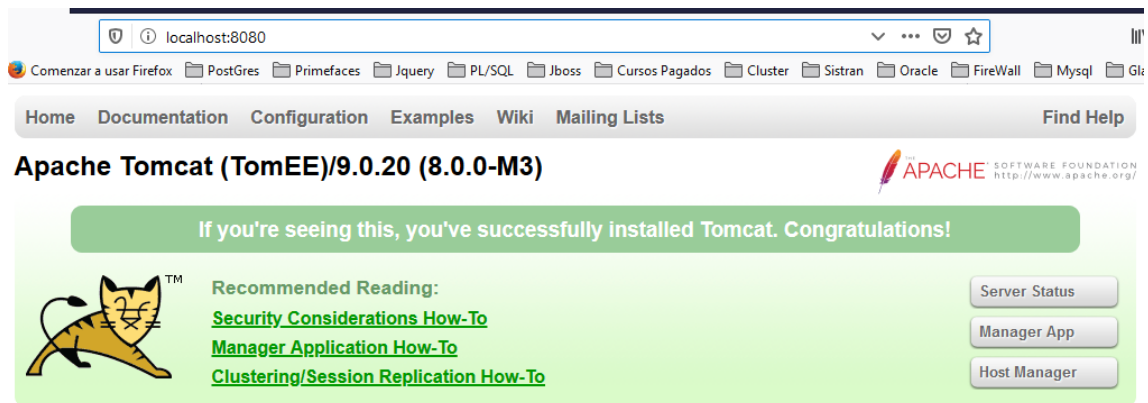 localhost:8080
Comenzar a usar Firefox PostGres Primefaces Jquery PL/SQL Jboss Cursos Pagados Cluster Sistran Oracle FireWall Mysql
Home Documentation Configuration Examples Wiki Mailing Lists Find Help
Apache Tomcat (TomEE)/9.0.20 (8.0.0-M3)
THE APACHE SOFTWARE FOUNDATION
http://www.apache.org/
If you're seeing this, you've successfully installed Tomcat. Congratulations!
TM
Recommended Reading:
Security Considerations How-To
Manager Application How-To
Clustering/Session Replication How-To
Server Status
Manager App
Host Manager